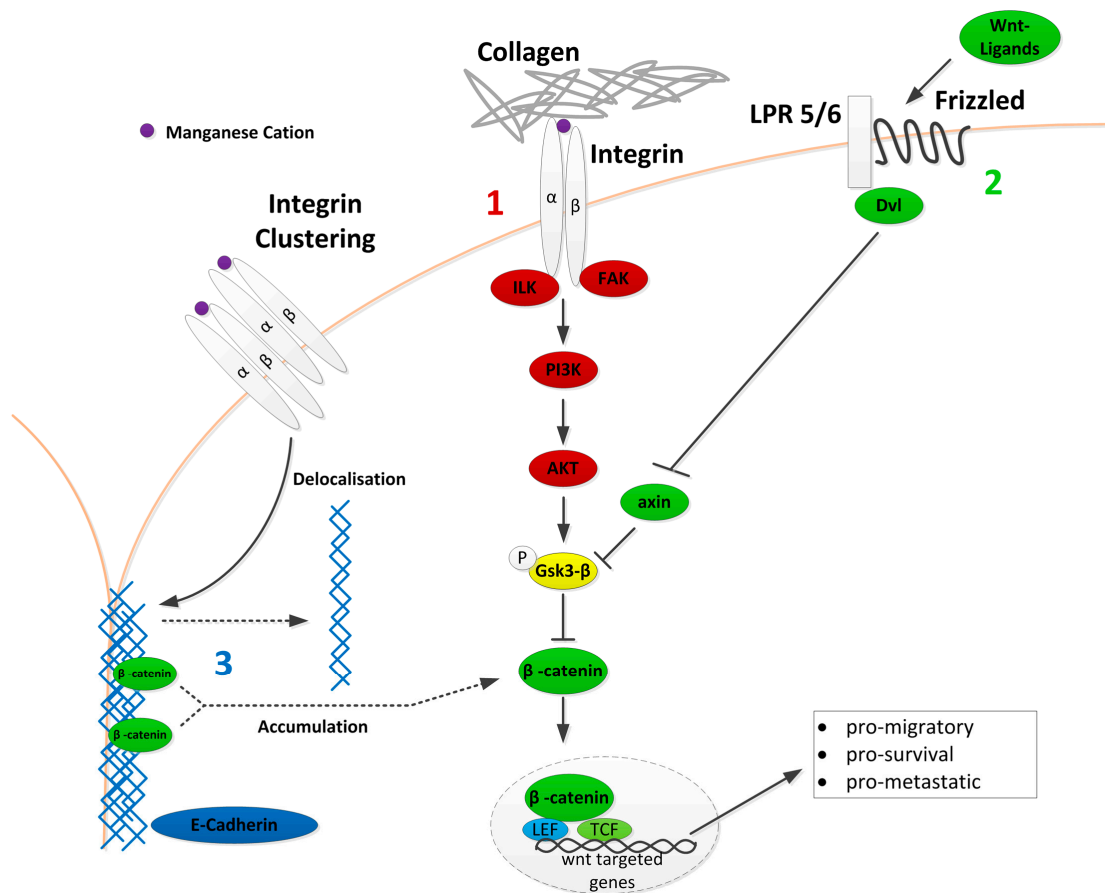 Wnt-
Ligands
Collagen
LPR 5/6
Frizzled
Manganese Cation
Integrin
1
2
α
β
Dvl
Integrin
Clustering
ILK
FAK
α
β
α
β
PI3K
AKT
Delocalisation
axin
P
Gsk3-β
3
β -catenin
β -catenin
β -catenin
Accumulation
• pro-migratory
• pro-survival
• pro-metastatic
β -catenin
E-Cadherin
LEF
TCF
wnt targeted
genes